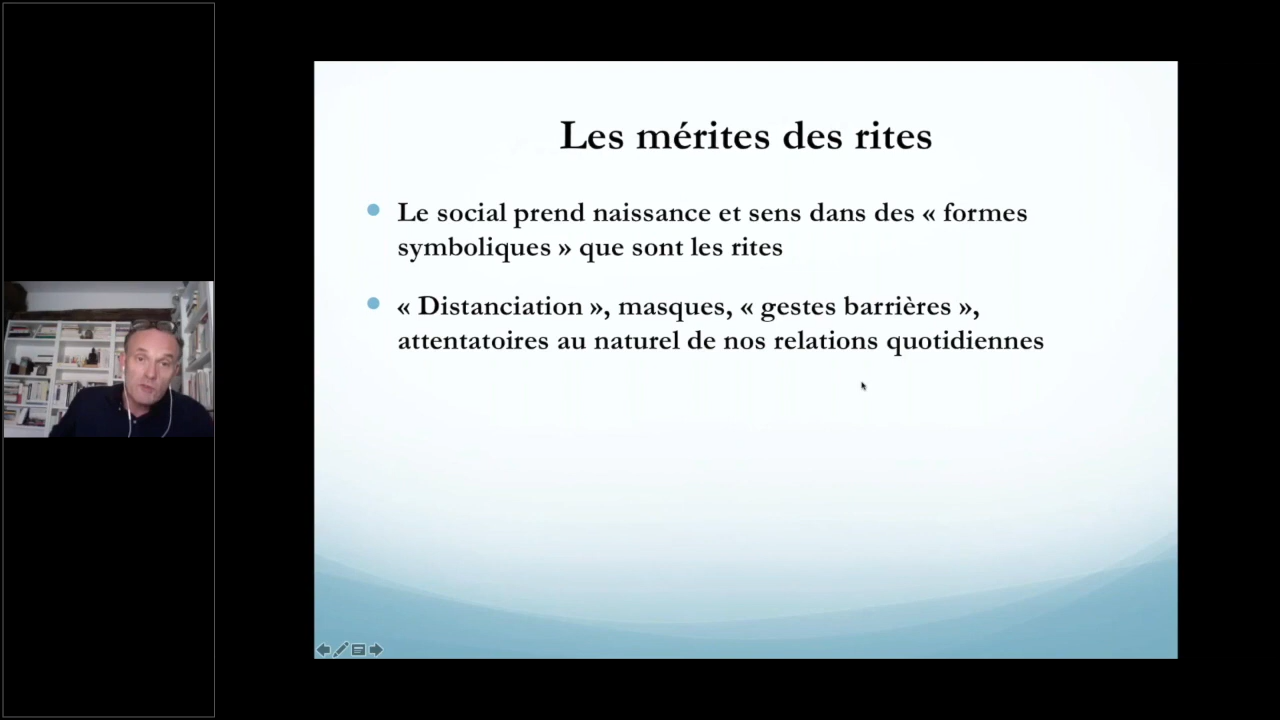 Les mérites des rites
Le social prend naissance et sens dans des « formes
symboliques » que sont les rites
« Distanciation », masques, « gestes barrières »,
attentatoires au naturel de nos relations quotidiennes